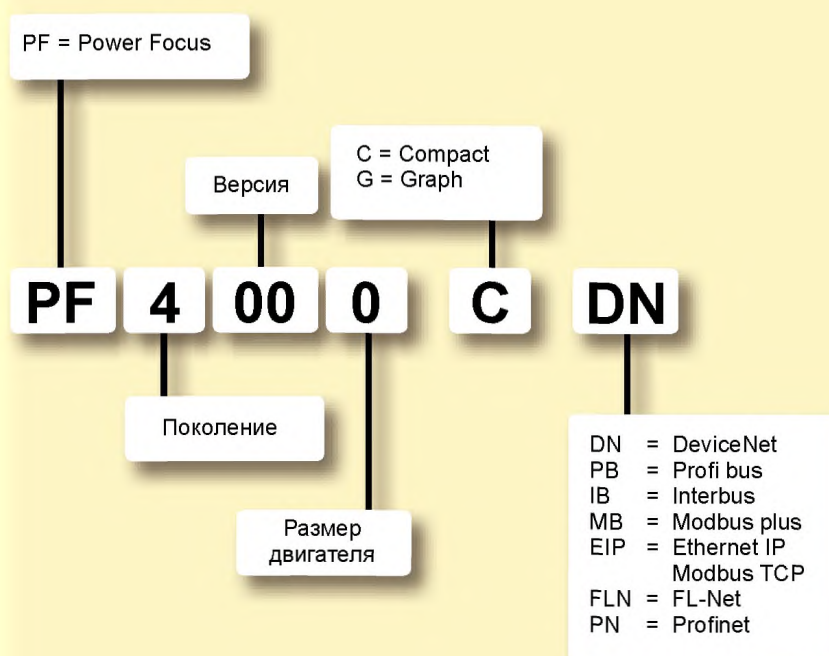 PF = Power Focus
C = Compact
G = Graph
Версия
PF 4 00 0 C DN
Поколение
Размер
двигателя
DN = DeviceNet
PB = Profi bus
IB = Interbus
MB = Modbus plus
EIP = Ethernet IP
Modbus TCP
FLN = FL-Net
PN = Profinet